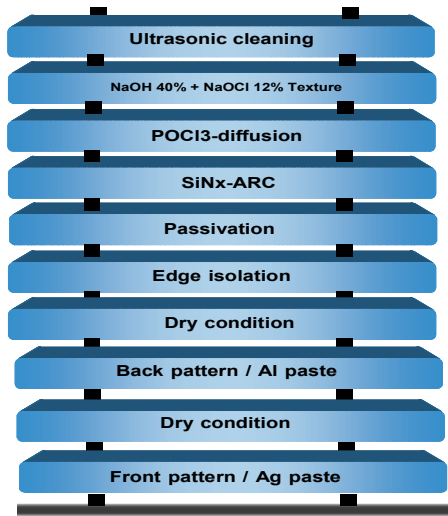 Ultrasonic cleaning
NaOH 40% + NaOCl 12% Texture
POCl3-diffusion
SiNx-ARC
Passivation
Edge isolation
Dry condition
Back pattern / Al paste
Dry condition
Front pattern / Ag paste